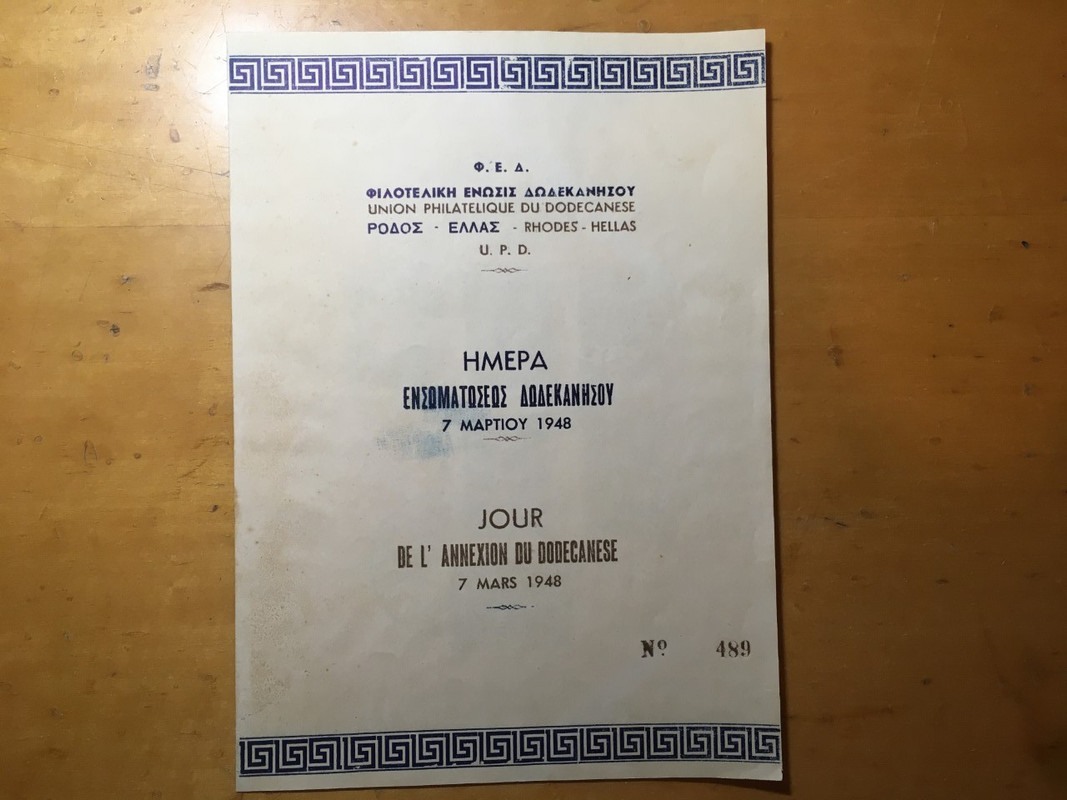 Φ. Ε. Δ.
ΦΙΛΟΤΕΛΙΚΗ ΕΝΩΣΙΣ ΔΩΔΕΚΑΝΗΣΟΥ
UNION PHILATELIQUE DU DODECANESE
ΡΟΔΟΣ - ΕΛΛΑΣ - RHODES - HELLAS
U. P. D.
ΗΜΕΡΑ
ΕΝΣΩΜΑΤΩΣΕΩΣ ΔΩΔΕΚΑΝΗΣΟΥ
7 ΜΑΡΤΙΟΥ 1948
JOUR
DE L' ANNEXION DU DODECANESE
7 MARS 1948
Nº 489